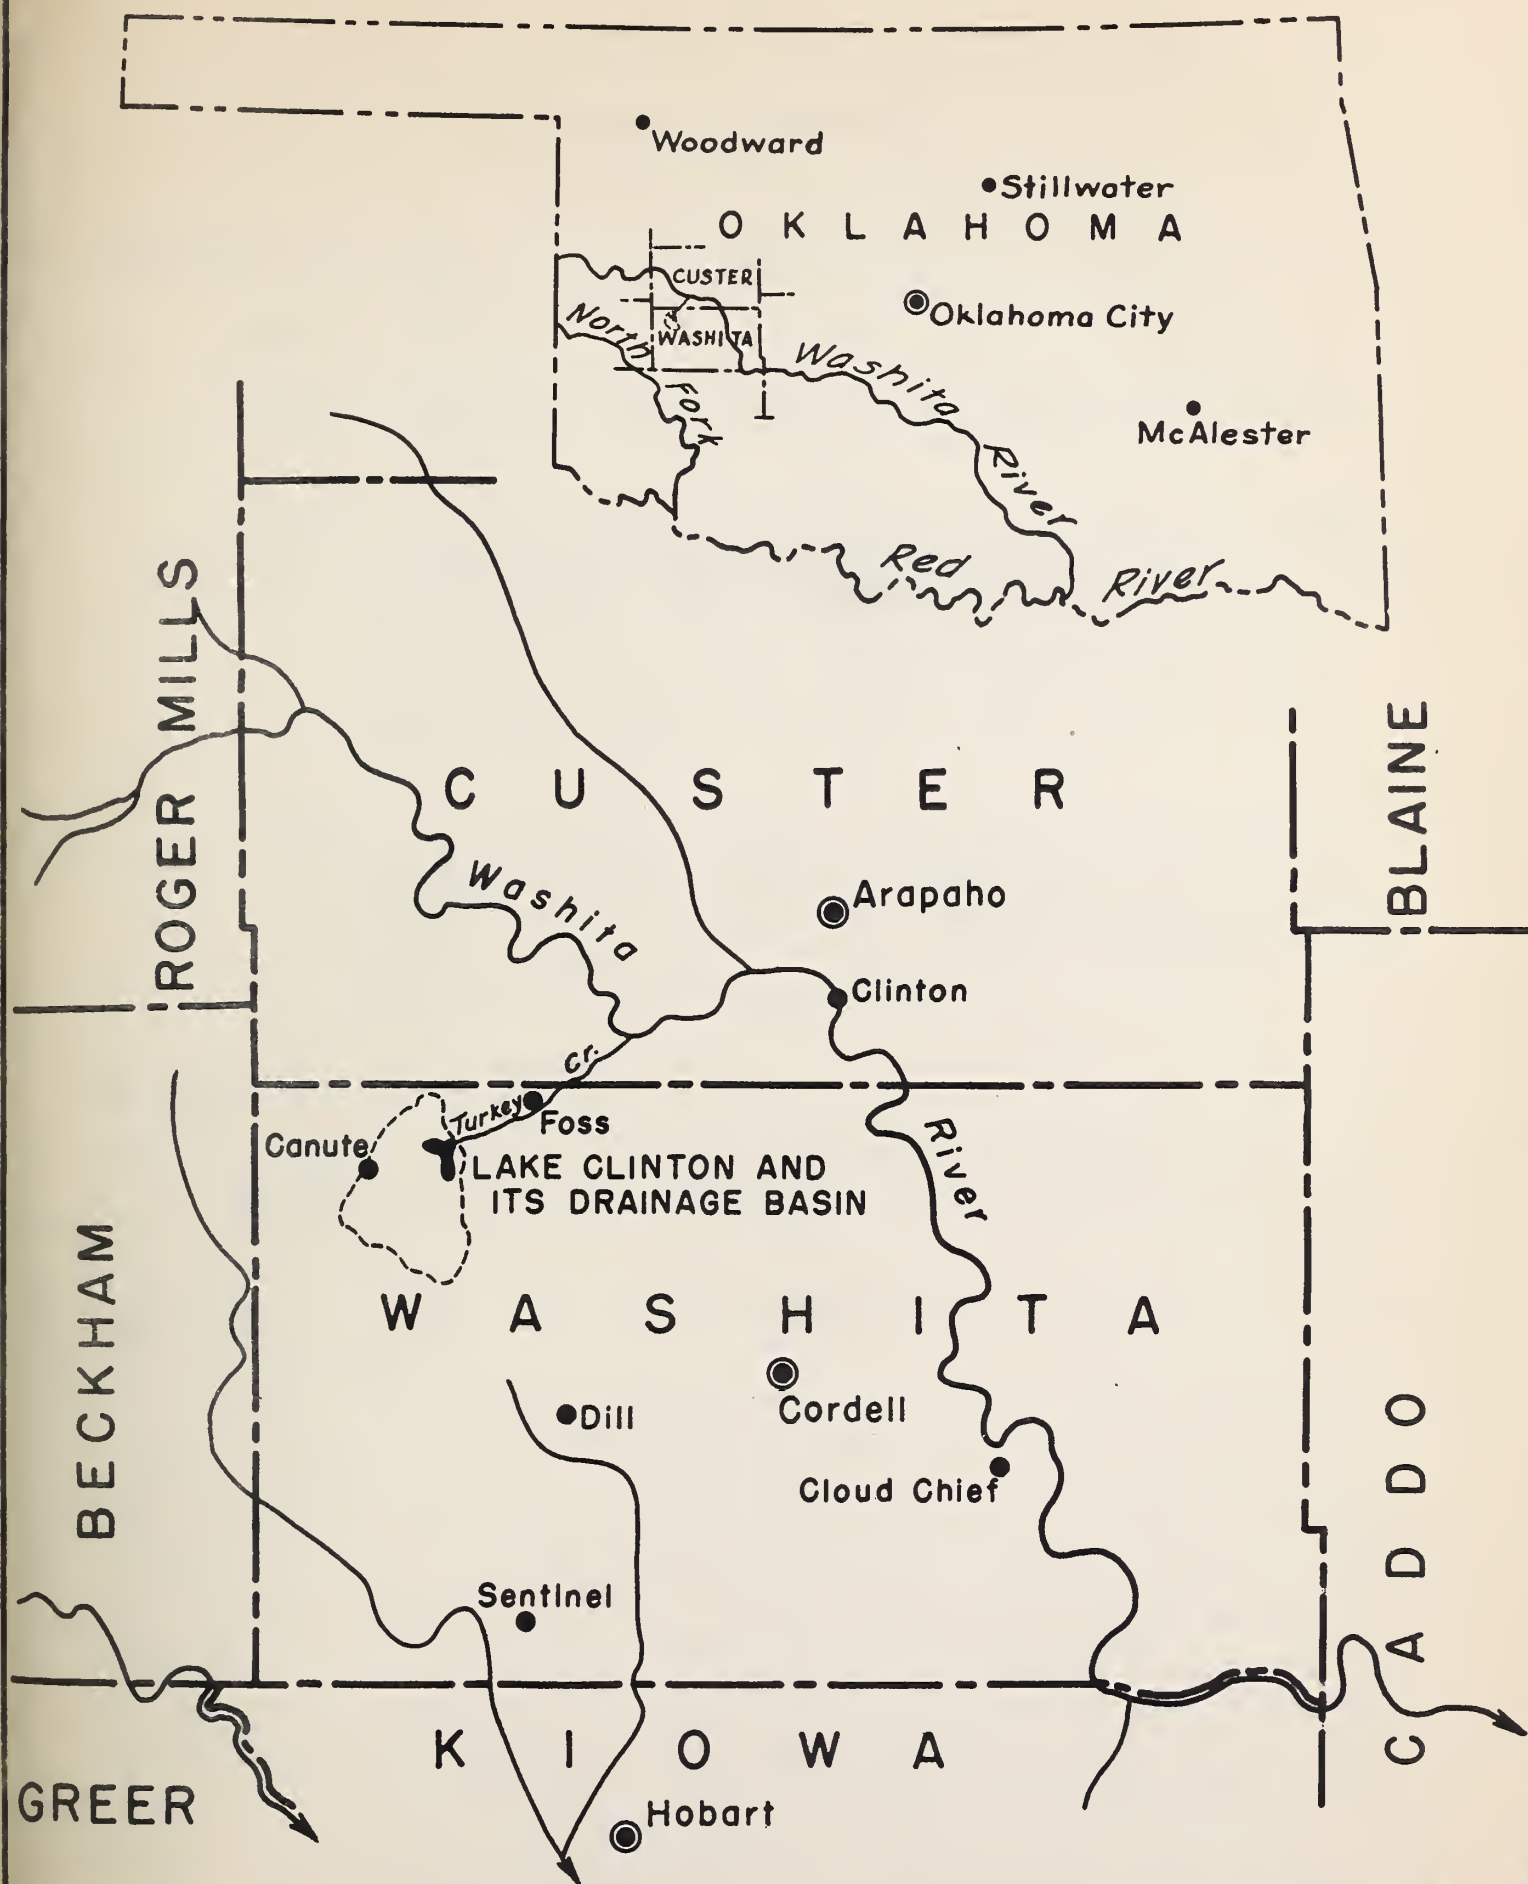 Woodward
Stillwater
OKLAHOMA
CUSTER
Oklahoma City
North Fork
WASHITA
Washita River
McAlester
Red River
ROGER MILLS
CUSTER
BLAINE
Washita
Arapaho
Clinton
Turkey Cr.
Foss
Canute
River
LAKE CLINTON AND
ITS DRAINAGE BASIN
BECKHAM
WASHITA
Cordell
Dill
Cloud Chief
CADDO
Sentinel
KIOWA
GREER
Hobart